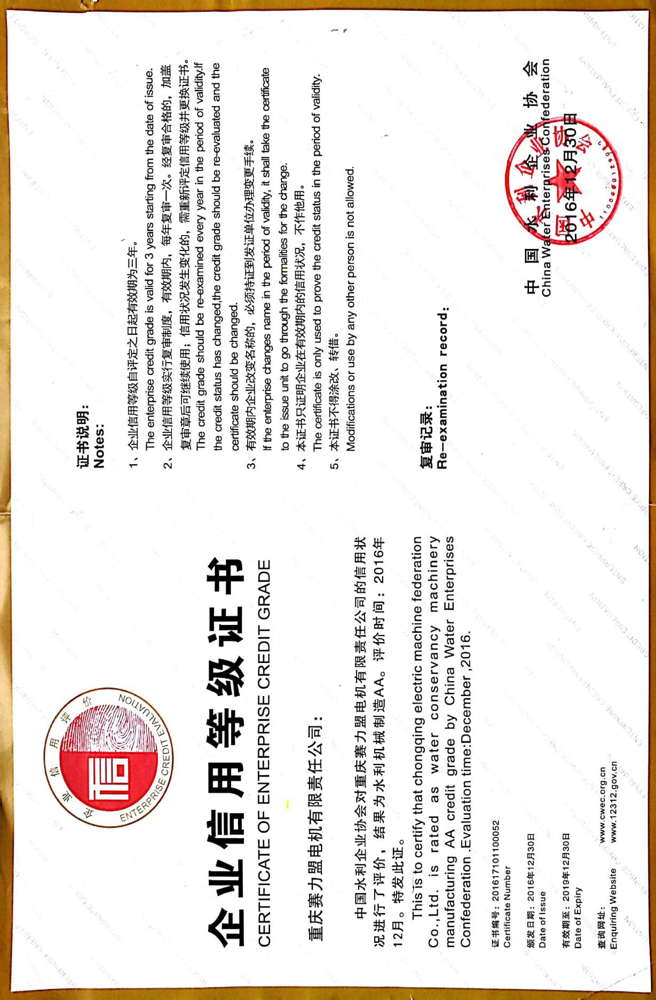 企业信用评价
ENTERPRISE CREDIT EVALUATION
信
企业信用等级证书
CERTIFICATE OF ENTERPRISE CREDIT GRADE
重庆赛力盟电机有限责任公司：
中国水利企业协会对重庆赛力盟电机有限责任公司的信用状
况进行了评价，结果为水利机械制造AA。评价时间：2016年
12月。特发此证。
This is to certify that chongqing electric machine federation
Co.,Ltd. is rated as water conservancy machinery
manufacturing AA credit grade by China Water Enterprises
Confederation .Evaluation time:December ,2016.
证书编号：201617101100052
Certificate Number
颁发日期：2016年12月30日
Date of Issue
有效期至：2019年12月30日
Date of Expiry
查询网址： www.cwec.org.cn
Enquiring Website www.12312.gov.cn
证书说明：
Notes:
1、企业信用等级自评定之日起有效期为三年。
The enterprise credit grade is valid for 3 years starting from the date of issue.
2、企业信用等级实行复审制度，有效期内，每年复审一次。经复审合格的，加盖
复审章后可继续使用；信用状况发生变化的，需重新评定信用等级并更换证书。
The credit grade should be re-examined every year in the period of validity.If
the credit status has changed,the credit grade should be re-evaluated and the
certificate should be changed.
3、有效期内企业改变名称的，必须持证到发证单位办理变更手续。
If the enterprise changes name in the period of validity, it shall take the certificate
to the issue unit to go through the formalities for the change.
4、本证书只证明企业在有效期内的信用状况，不作他用。
The certificate is only used to prove the credit status in the period of validity.
5、本证书不得涂改、转借。
Modifications or use by any other person is not allowed.
复审记录：
Re—examination record:
中国水利企业协会
China Water Enterprises Confederation
2016年12月30日
中国水利企业协会